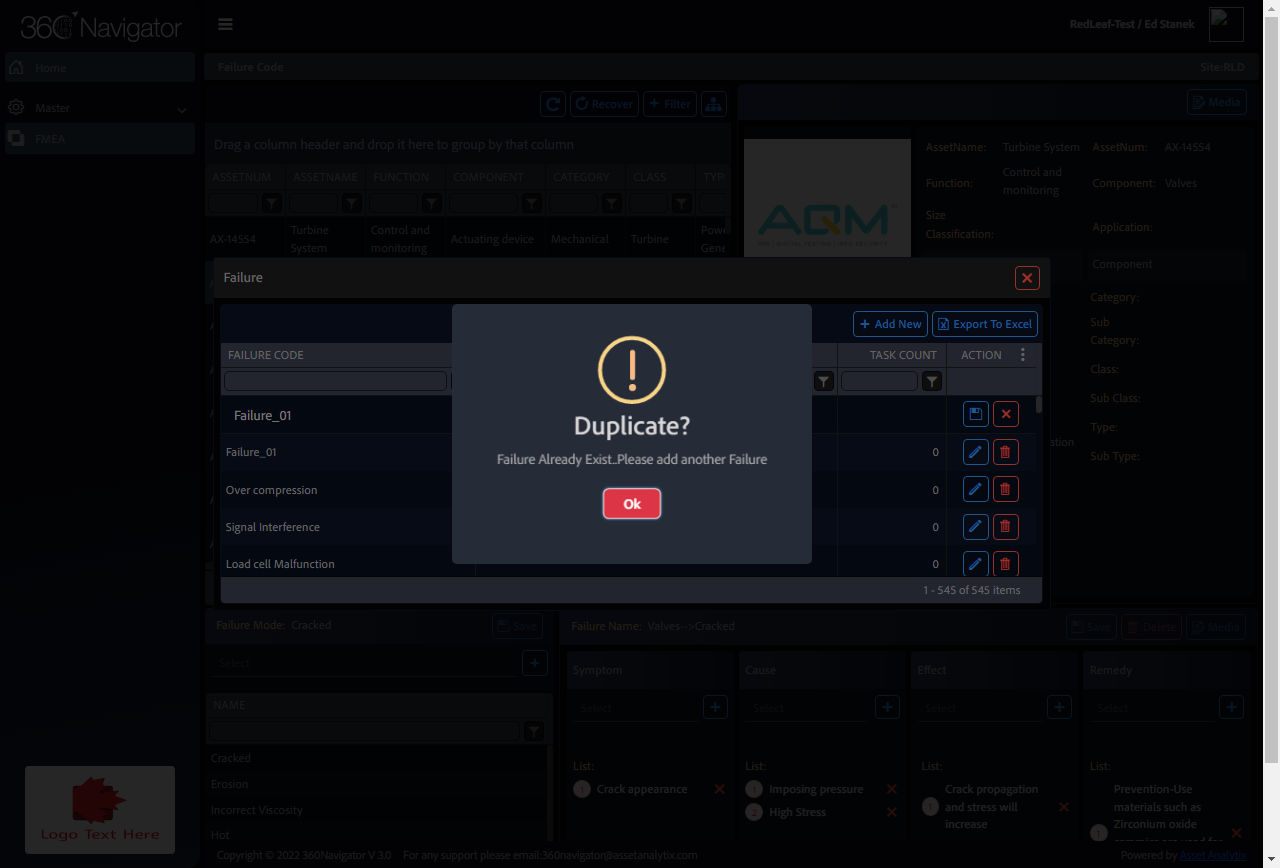 360 Navigator
RedLeaf-Test / Ed Stanek
Home
Master
FMEA
Failure Code
Site:RLD
Recover
+ Filter
Media
Drag a column header and drop it here to group by that column
ASSETNUM ASSETNAME FUNCTION COMPONENT CATEGORY CLASS TYP
AX-14554 Turbine System Control and monitoring Actuating device Mechanical Turbine Powe Gene
AQM
AssetName: Turbine System AssetNum: AX-14554
Function: Control and monitoring Component: Valves
Size Classification: Application:
Component
Category:
Sub Category:
Class:
Sub Class:
Type:
Sub Type:
ation
Failure
+ Add New
Export To Excel
FAILURE CODE TASK COUNT ACTION
Failure_01
Failure_01 0
Over compression 0
Signal Interference 0
Load cell Malfunction 0
1 - 545 of 545 items
Duplicate?
Failure Already Exist..Please add another Failure
Ok
Failure Mode: Cracked
Save
Select
NAME
Cracked
Erosion
Incorrect Viscosity
Hot
Failure Name: Valves-->Cracked
Save Delete Media
Symptom Cause Effect Remedy
Select Select Select Select
List: List: List: List:
1 Crack appearance
1 Imposing pressure
2 High Stress
1 Crack propagation and stress will increase
1 Prevention-Use materials such as Zirconium oxide
Logo Text Here
Copyright © 2022 360Navigator V 3.0 For any support please email:360navigator@assetanalytix.com
Powered by Asset Analytix